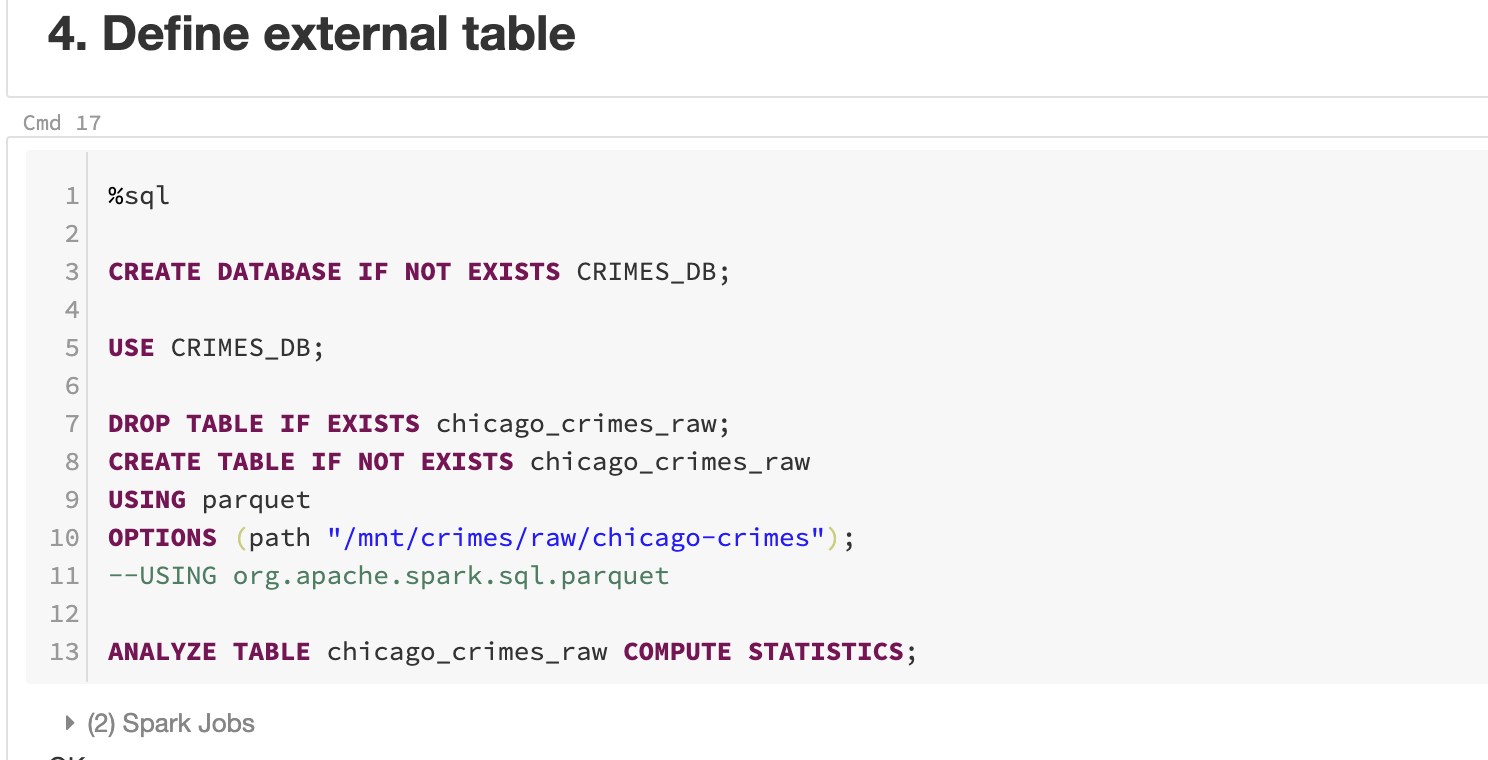 4. Define external table
Cmd 17
1 %sql
2
3 CREATE DATABASE IF NOT EXISTS CRIMES_DB;
4
5 USE CRIMES_DB;
6
7 DROP TABLE IF EXISTS chicago_crimes_raw;
8 CREATE TABLE IF NOT EXISTS chicago_crimes_raw
9 USING parquet
10 OPTIONS (path "/mnt/crimes/raw/chicago-crimes");
11 --USING org.apache.spark.sql.parquet
12
13 ANALYZE TABLE chicago_crimes_raw COMPUTE STATISTICS;
(2) Spark Jobs